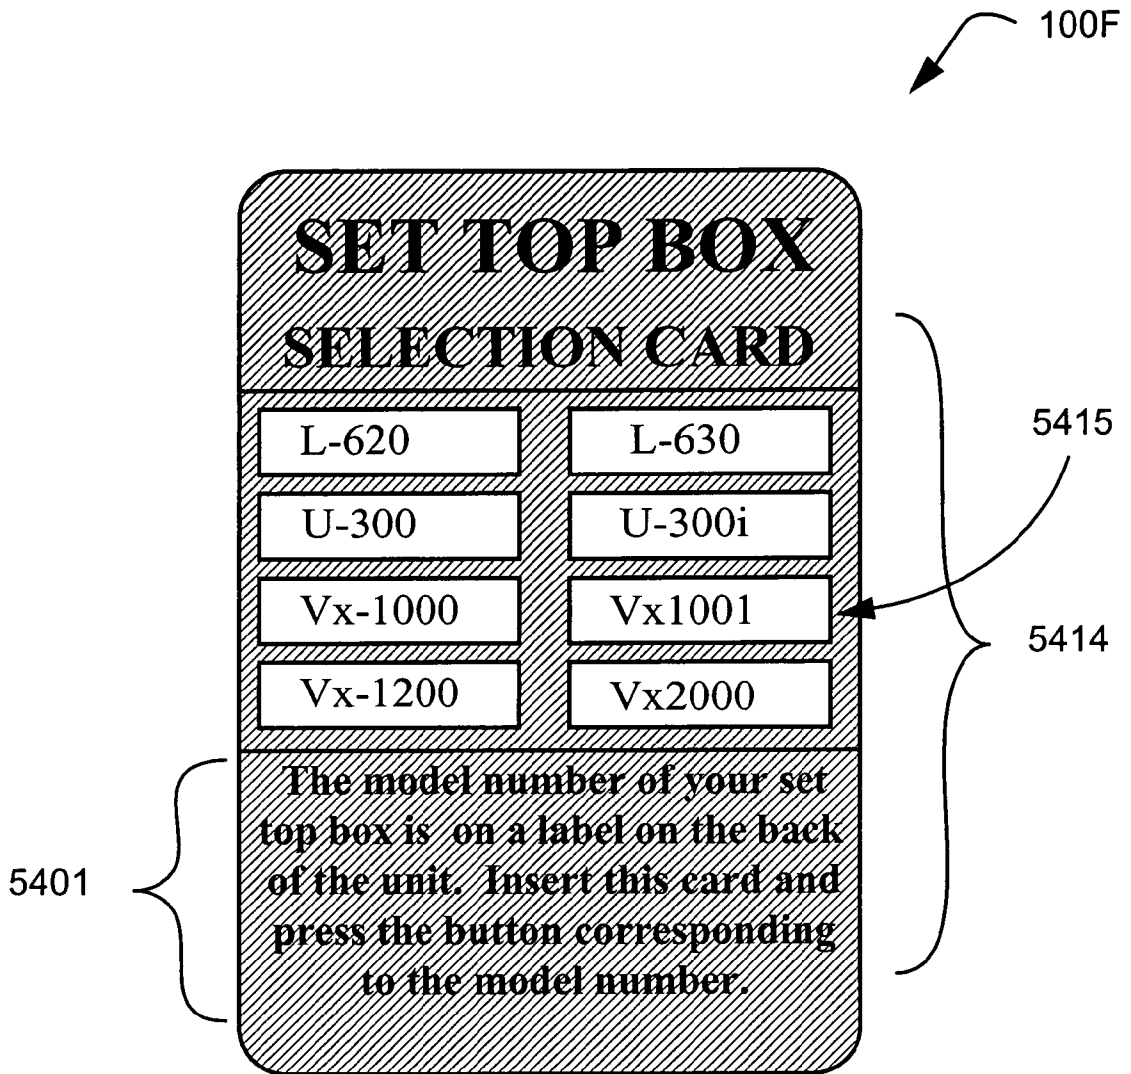 100F
SET TOP BOX
SELECTION CARD
L-620 L-630
5415
U-300 U-300i
Vx-1000 Vx1001
5414
Vx-1200 Vx2000
The model number of your set
top box is on a label on the back
5401
of the unit. Insert this card and
press the button corresponding
to the model number.